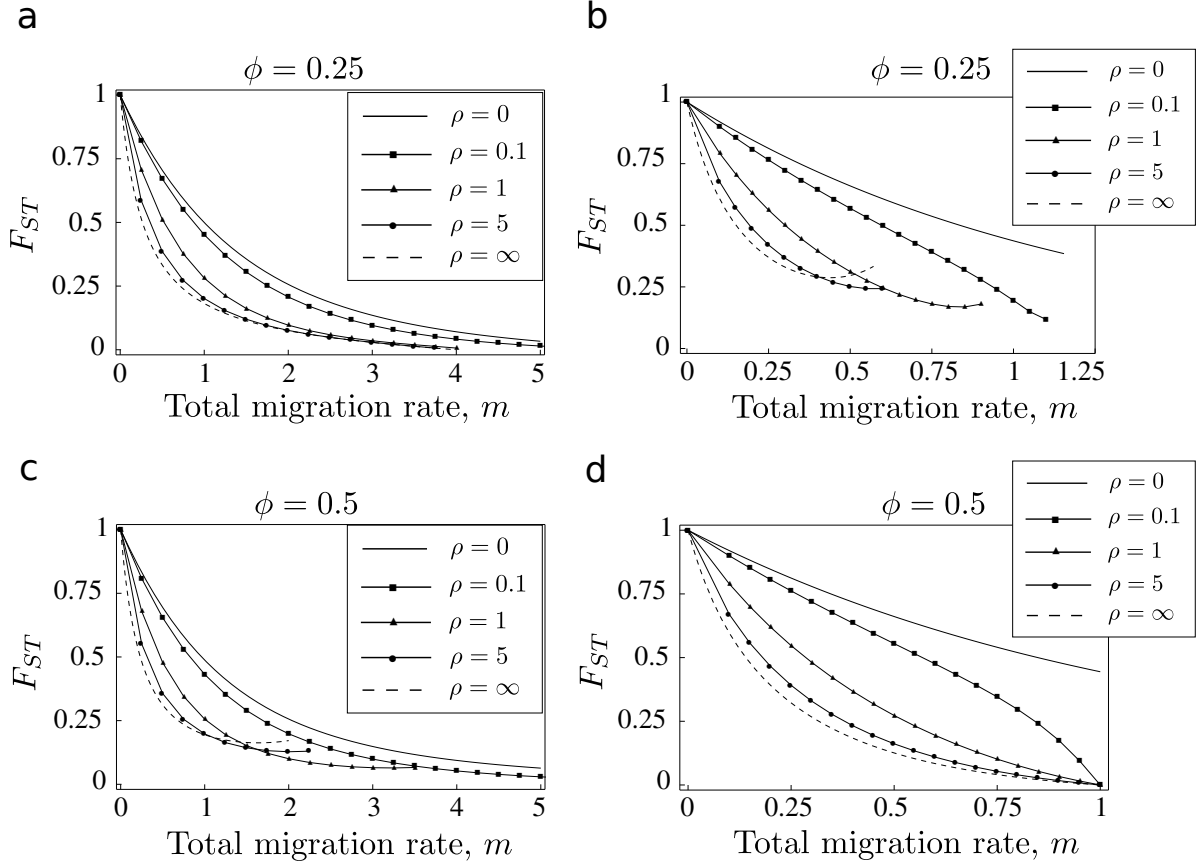 a
ϕ = 0.25
ρ = 0
ρ = 0.1
ρ = 1
ρ = 5
ρ = ∞
1
0.75
0.5
0.25
0
F_ST
0 1 2 3 4 5
Total migration rate, m
b
ϕ = 0.25
ρ = 0
ρ = 0.1
ρ = 1
ρ = 5
ρ = ∞
1
0.75
0.5
0.25
0
F_ST
0 0.25 0.5 0.75 1 1.25
Total migration rate, m
c
ϕ = 0.5
ρ = 0
ρ = 0.1
ρ = 1
ρ = 5
ρ = ∞
1
0.75
0.5
0.25
0
F_ST
0 1 2 3 4 5
Total migration rate, m
d
ϕ = 0.5
ρ = 0
ρ = 0.1
ρ = 1
ρ = 5
ρ = ∞
1
0.75
0.5
0.25
0
F_ST
0 0.25 0.5 0.75 1
Total migration rate, m